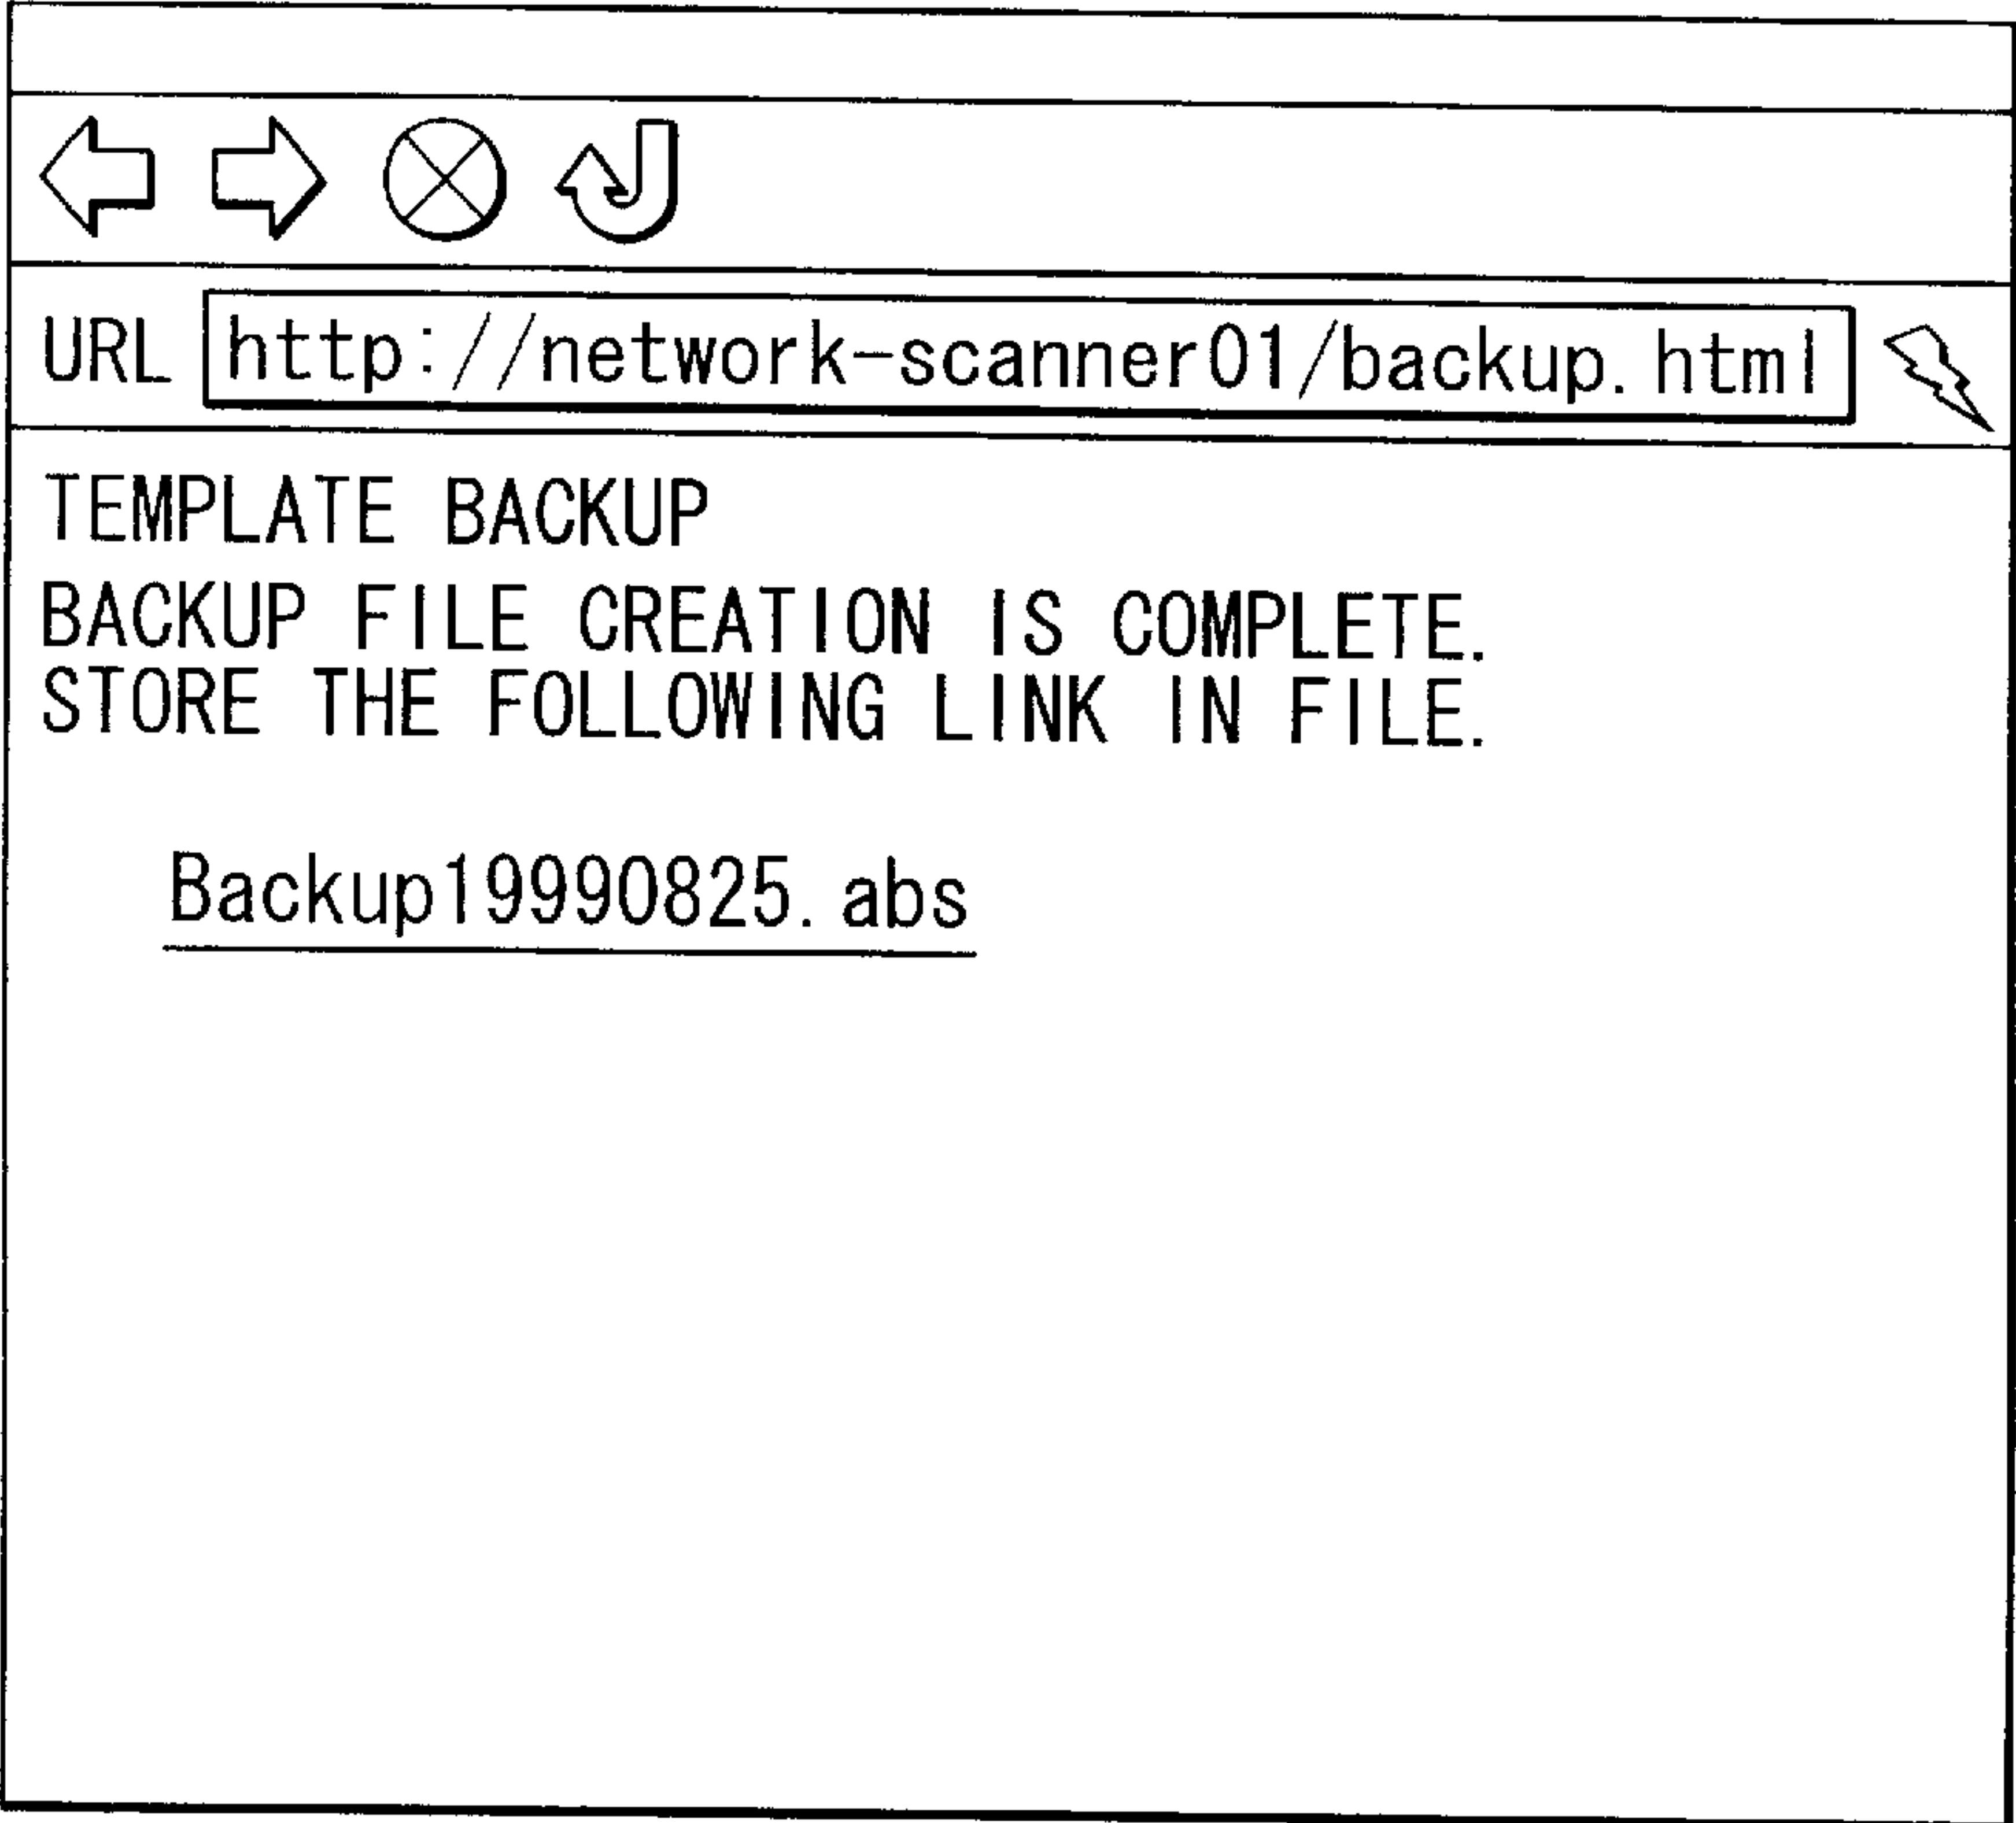 URL http://network-scanner01/backup.html
TEMPLATE BACKUP
BACKUP FILE CREATION IS COMPLETE.
STORE THE FOLLOWING LINK IN FILE.
Backup19990825.abs